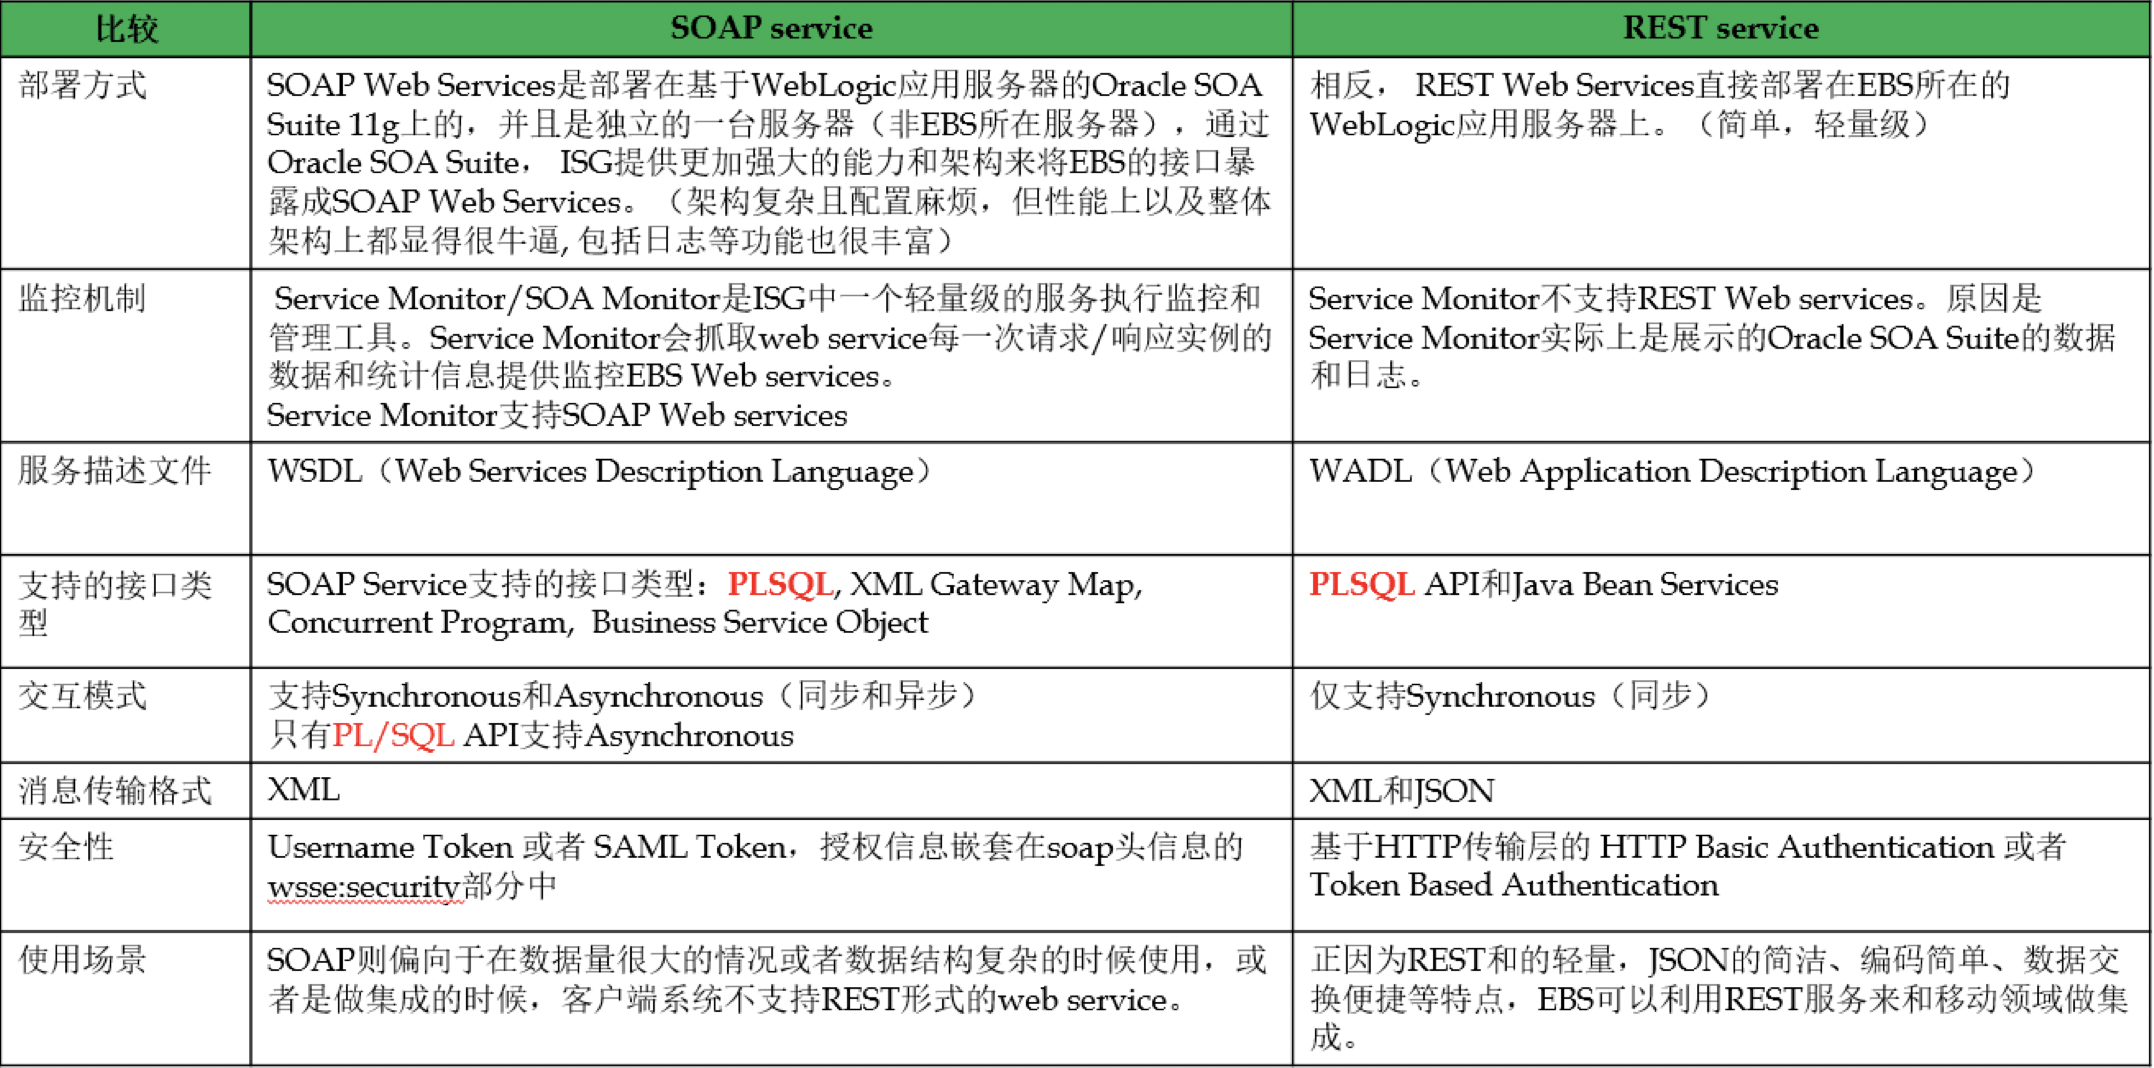 比较
SOAP service
REST service
部署方式
SOAP Web Services是部署在基于WebLogic应用服务器的Oracle SOA
Suite 11g上的，并且是独立的一台服务器（非EBS所在服务器），通过
Oracle SOA Suite， ISG提供更加强大的能力和架构来将EBS的接口暴
露成SOAP Web Services。（架构复杂且配置麻烦，但性能上以及整体
架构上都显得很牛逼, 包括日志等功能也很丰富）
相反， REST Web Services直接部署在EBS所在的
WebLogic应用服务器上。（简单，轻量级）
监控机制
Service Monitor/SOA Monitor是ISG中一个轻量级的服务执行监控和
管理工具。Service Monitor会抓取web service每一次请求/响应实例的
数据和统计信息提供监控EBS Web services。
Service Monitor支持SOAP Web services
Service Monitor不支持REST Web services。原因是
Service Monitor实际上是展示的Oracle SOA Suite的数据
和日志。
服务描述文件
WSDL（Web Services Description Language）
WADL（Web Application Description Language）
支持的接口类
型
SOAP Service支持的接口类型：PLSQL, XML Gateway Map,
Concurrent Program, Business Service Object
PLSQL API和Java Bean Services
交互模式
支持Synchronous和Asynchronous（同步和异步）
只有PL/SQL API支持Asynchronous
仅支持Synchronous（同步）
消息传输格式
XML
XML和JSON
安全性
Username Token 或者 SAML Token，授权信息嵌套在soap头信息的
wsse:security部分中
基于HTTP传输层的 HTTP Basic Authentication 或者
Token Based Authentication
使用场景
SOAP则偏向于在数据量很大的情况或者数据结构复杂的时候使用，或
者是做集成的时候，客户端系统不支持REST形式的web service。
正因为REST和的轻量，JSON的简洁、编码简单、数据交
换便捷等特点，EBS可以利用REST服务来和移动领域做集
成。